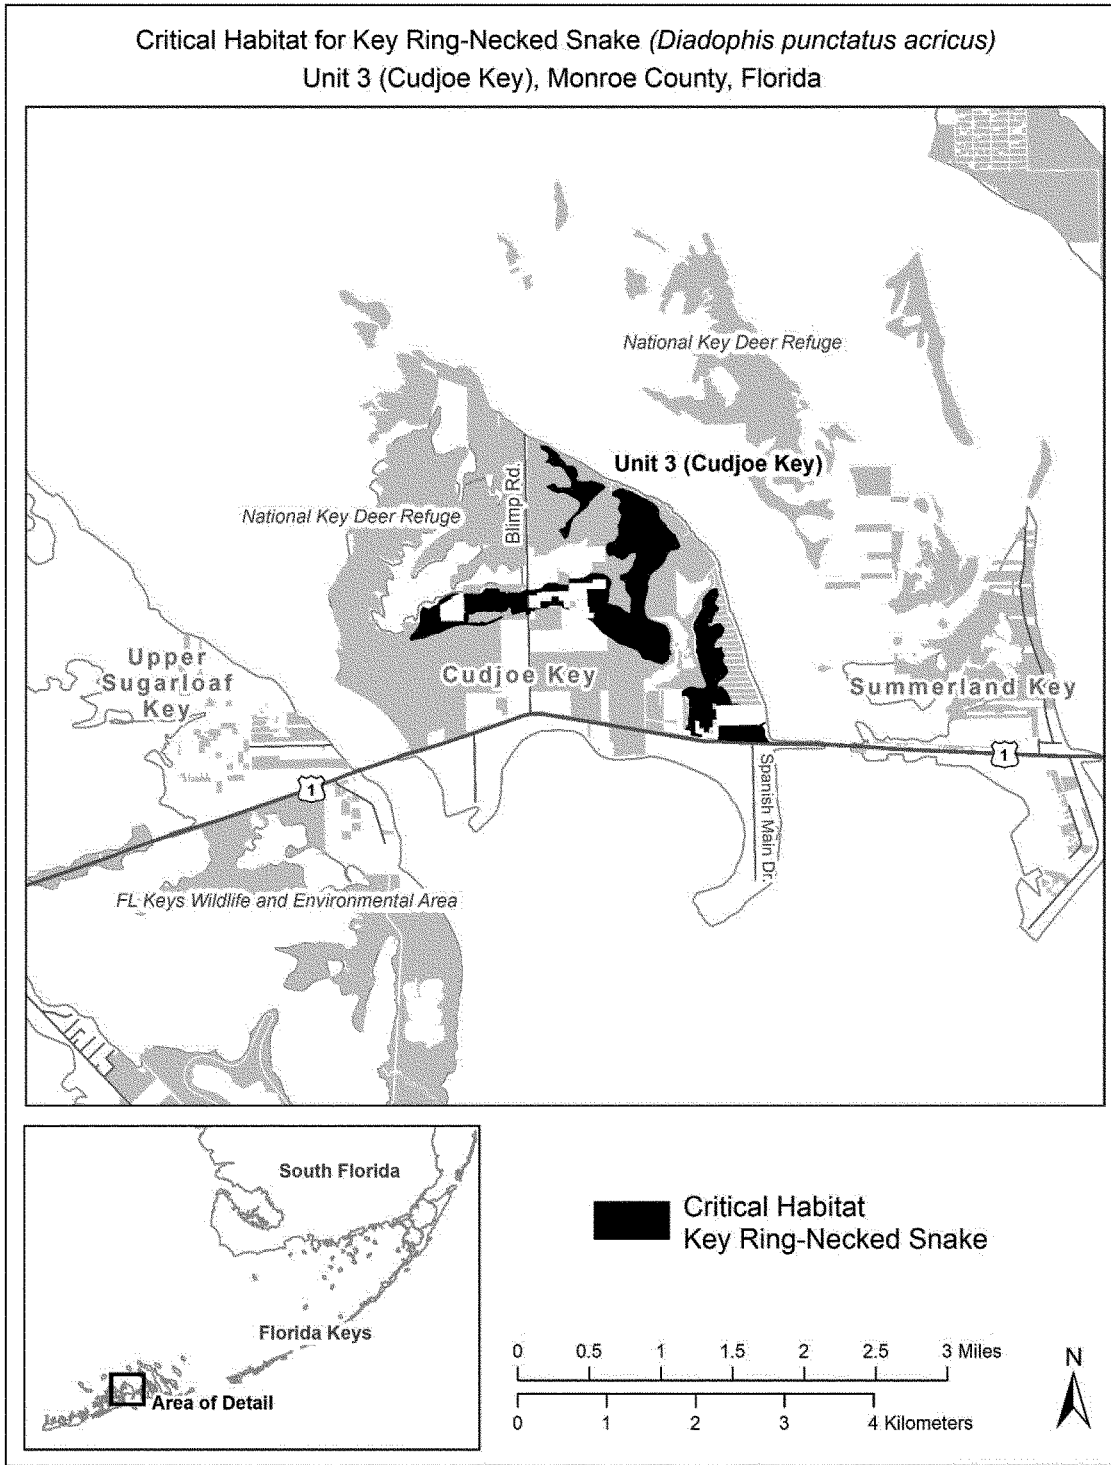 Critical Habitat for Key Ring-Necked Snake (Diadophis punctatus acricus)
Unit 3 (Cudjoe Key), Monroe County, Florida
National Key Deer Refuge
Unit 3 (Cudjoe Key)
Blimp Rd.
National Key Deer Refuge
Upper
Sugarloaf
Key
Cudjoe Key
Summerland Key
1
1
Spanish Main Dr.
FL Keys Wildlife and Environmental Area
South Florida
Florida Keys
Area of Detail
Critical Habitat
Key Ring-Necked Snake
0 0.5 1 1.5 2 2.5 3 Miles
0 1 2 3 4 Kilometers
N